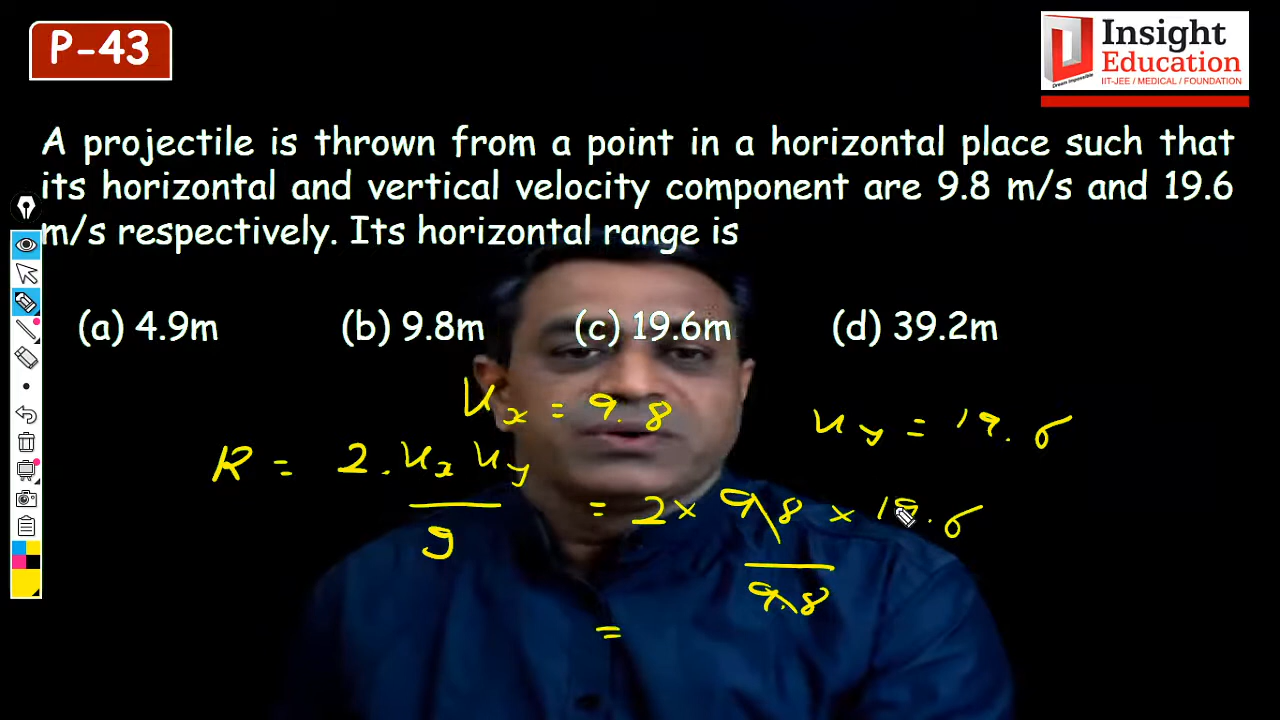 P-43
Insight
Education
IIT-JEE / MEDICAL / FOUNDATION
Dream Impossible
A projectile is thrown from a point in a horizontal place such that
its horizontal and vertical velocity component are 9.8 m/s and 19.6
m/s respectively. Its horizontal range is
(a) 4.9m (b) 9.8m (c) 19.6m (d) 39.2m
ux = 9.8 uy = 19.6
R = 2.ux uy / g = 2 × 9.8 × 19.6 / 9.8
=